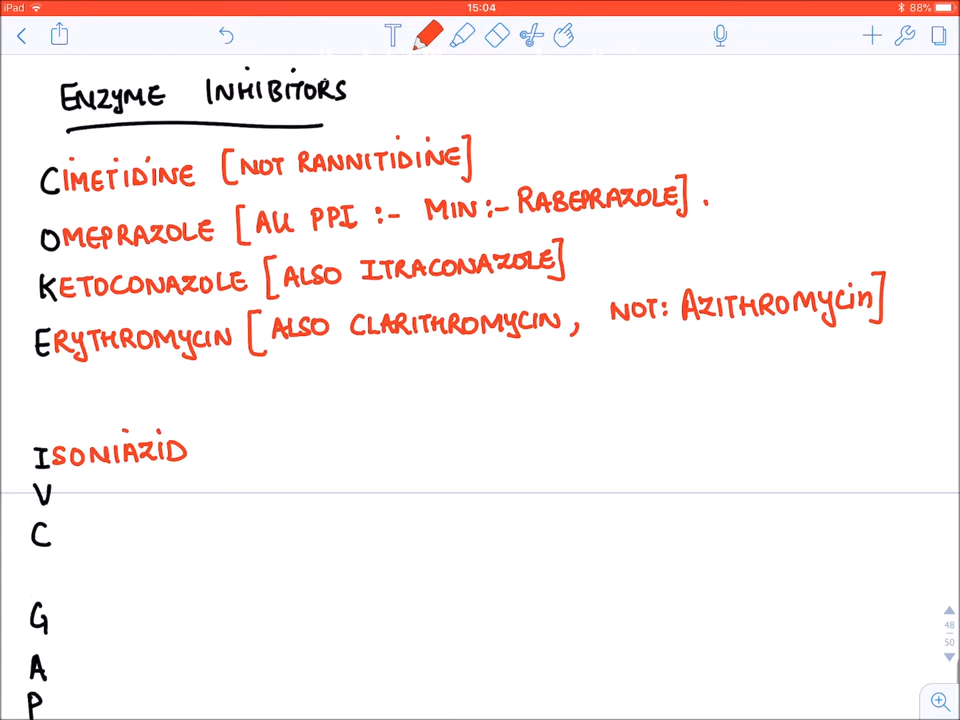 iPad 15:04 88%
T
ENZYME INHIBITORS
CIMETIDINE [NOT RANNITIDINE]
OMEPRAZOLE [All PPI :- MIN :- RABEPRAZOLE] .
KETOCONAZOLE [ALSO ITRACONAZOLE]
ERYTHROMYCIN [ALSO CLARITHROMYCIN, NOT: AZITHROMYCIN]
ISONIAZID
V
C
G
A
P
48
50